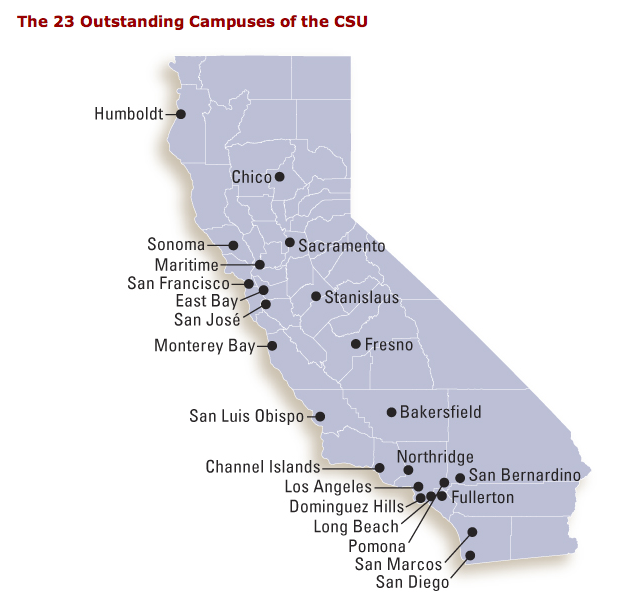 The 23 Outstanding Campuses of the CSU
Humboldt
Chico
Sonoma
Sacramento
Maritime
San Francisco
East Bay
Stanislaus
San José
Monterey Bay
Fresno
San Luis Obispo
Bakersfield
Northridge
Channel Islands
San Bernardino
Los Angeles
Fullerton
Dominguez Hills
Long Beach
Pomona
San Marcos
San Diego